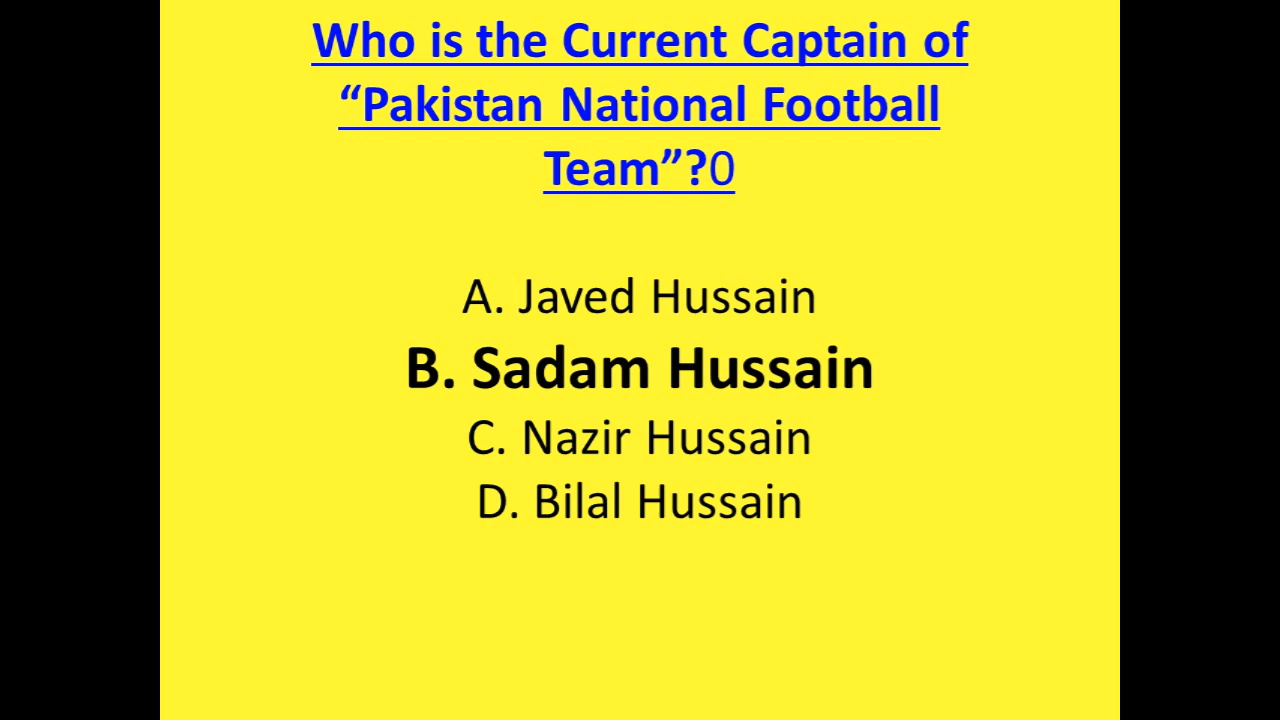 Who is the Current Captain of
“Pakistan National Football
Team”?0
A. Javed Hussain
B. Sadam Hussain
C. Nazir Hussain
D. Bilal Hussain